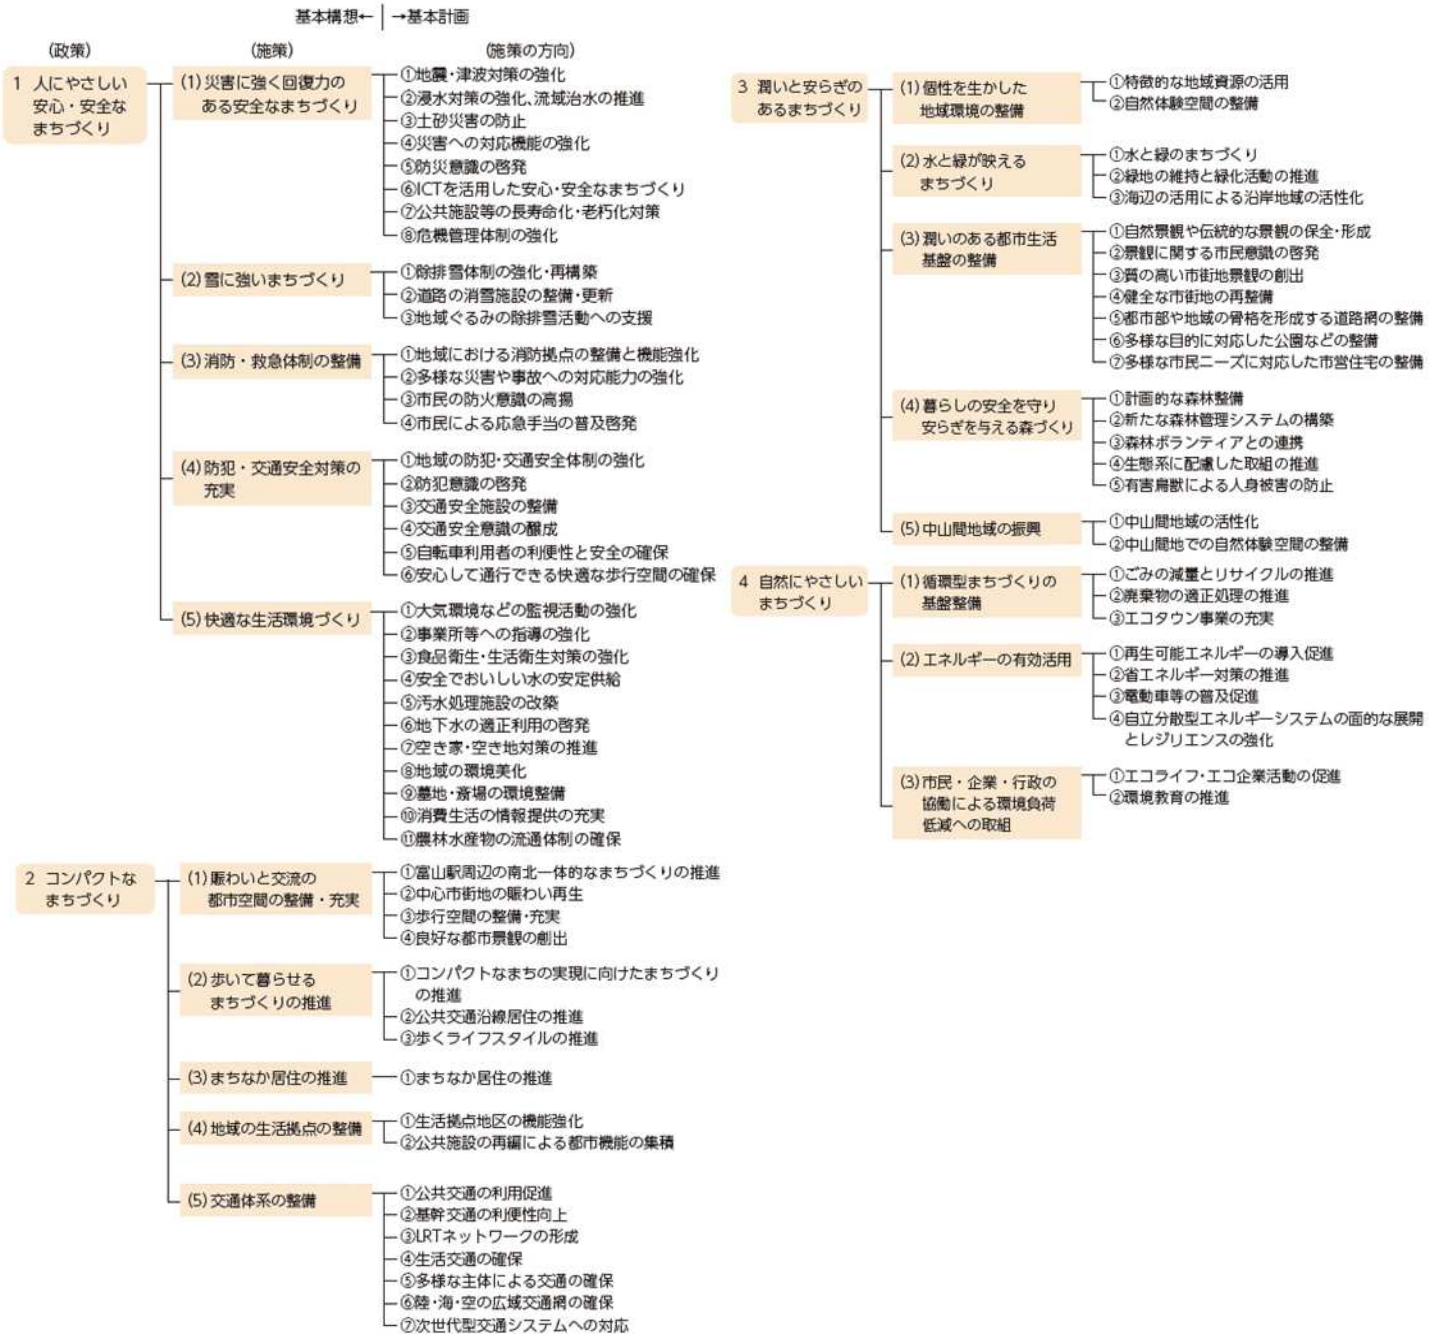 基本構想← →基本計画
(政策) (施策) (施策の方向)
1 人にやさしい
安心・安全な
まちづくり
(1)災害に強く回復力の
ある安全なまちづくり
①地震・津波対策の強化
②浸水対策の強化、流域治水の推進
③土砂災害の防止
④災害への対応機能の強化
⑤防災意識の啓発
⑥ICTを活用した安心・安全なまちづくり
⑦公共施設等の長寿命化・老朽化対策
⑧危機管理体制の強化
(2)雪に強いまちづくり
①除排雪体制の強化・再構築
②道路の消雪施設の整備・更新
③地域ぐるみの除排雪活動への支援
(3)消防・救急体制の整備
①地域における消防拠点の整備と機能強化
②多様な災害や事故への対応能力の強化
③市民の防火意識の高揚
④市民による応急手当の普及啓発
(4)防犯・交通安全対策の
充実
①地域の防犯・交通安全体制の強化
②防犯意識の啓発
③交通安全施設の整備
④交通安全意識の醸成
⑤自転車利用者の利便性と安全の確保
⑥安心して通行できる快適な歩行空間の確保
(5)快適な生活環境づくり
①大気環境などの監視活動の強化
②事業所等への指導の強化
③食品衛生・生活衛生対策の強化
④安全でおいしい水の安定供給
⑤汚水処理施設の改築
⑥地下水の適正利用の啓発
⑦空き家・空き地対策の推進
⑧地域の環境美化
⑨墓地・斎場の環境整備
⑩消費生活の情報提供の充実
⑪農林水産物の流通体制の確保
2 コンパクトな
まちづくり
(1)賑わいと交流の
都市空間の整備・充実
①富山駅周辺の南北一体的なまちづくりの推進
②中心市街地の賑わい再生
③歩行空間の整備・充実
④良好な都市景観の創出
(2)歩いて暮らせる
まちづくりの推進
①コンパクトなまちの実現に向けたまちづくり
の推進
②公共交通沿線居住の推進
③歩くライフスタイルの推進
(3)まちなか居住の推進
①まちなか居住の推進
(4)地域の生活拠点の整備
①生活拠点地区の機能強化
②公共施設の再編による都市機能の集積
(5)交通体系の整備
①公共交通の利用促進
②基幹交通の利便性向上
③LRTネットワークの形成
④生活交通の確保
⑤多様な主体による交通の確保
⑥陸・海・空の広域交通網の確保
⑦次世代型交通システムへの対応
3 潤いと安らぎの
あるまちづくり
(1)個性を生かした
地域環境の整備
①特徴的な地域資源の活用
②自然体験空間の整備
(2)水と緑が映える
まちづくり
①水と緑のまちづくり
②緑地の維持と緑化活動の推進
③海辺の活用による沿岸地域の活性化
(3)潤いのある都市生活
基盤の整備
①自然景観や伝統的な景観の保全・形成
②景観に関する市民意識の啓発
③質の高い市街地景観の創出
④健全な市街地の再整備
⑤都市部や地域の骨格を形成する道路網の整備
⑥多様な目的に対応した公園などの整備
⑦多様な市民ニーズに対応した市営住宅の整備
(4)暮らしの安全を守り
安らぎを与える森づくり
①計画的な森林整備
②新たな森林管理システムの構築
③森林ボランティアとの連携
④生態系に配慮した取組の推進
⑤有害鳥獣による人身被害の防止
(5)中山間地域の振興
①中山間地域の活性化
②中山間地での自然体験空間の整備
4 自然にやさしい
まちづくり
(1)循環型まちづくりの
基盤整備
①ごみの減量とリサイクルの推進
②廃棄物の適正処理の推進
③エコタウン事業の充実
(2)エネルギーの有効活用
①再生可能エネルギーの導入促進
②省エネルギー対策の推進
③電動車等の普及促進
④自立分散型エネルギーシステムの面的な展開
とレジリエンスの強化
(3)市民・企業・行政の
協働による環境負荷
低減への取組
①エコライフ・エコ企業活動の促進
②環境教育の推進